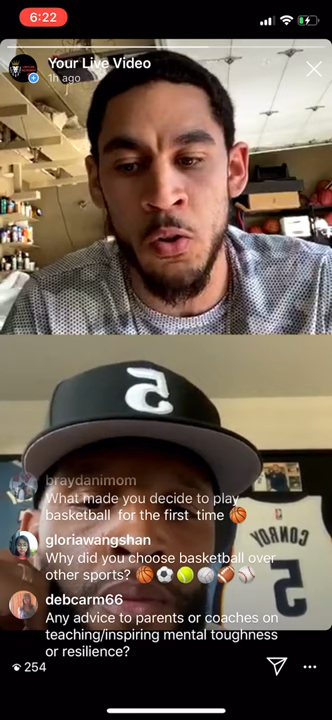 6:22
Your Live Video
1h ago
5
braydanimom
What made you decide to play
basketball for the first time 🏀
CONROY
5
gloriawangshan
Why did you choose basketball over
other sports? 🏀⚽🎾🏐🏈⚾
debcarm66
Any advice to parents or coaches on
teaching/inspiring mental toughness
or resilience?
254